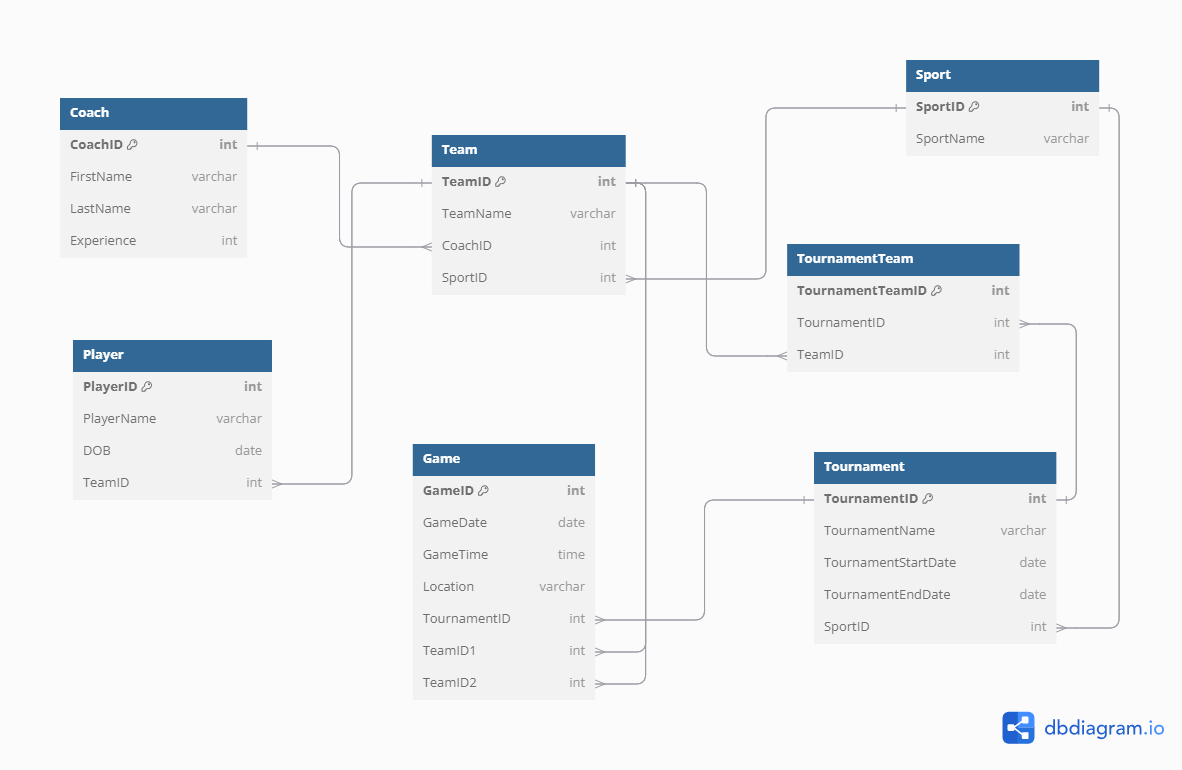 Coach
CoachID int
FirstName varchar
LastName varchar
Experience int
Team
TeamID int
TeamName varchar
CoachID int
SportID int
Sport
SportID int
SportName varchar
TournamentTeam
TournamentTeamID int
TournamentID int
TeamID int
Player
PlayerID int
PlayerName varchar
DOB date
TeamID int
Game
GameID int
GameDate date
GameTime time
Location varchar
TournamentID int
TeamID1 int
TeamID2 int
Tournament
TournamentID int
TournamentName varchar
TournamentStartDate date
TournamentEndDate date
SportID int
dbdiagram.io